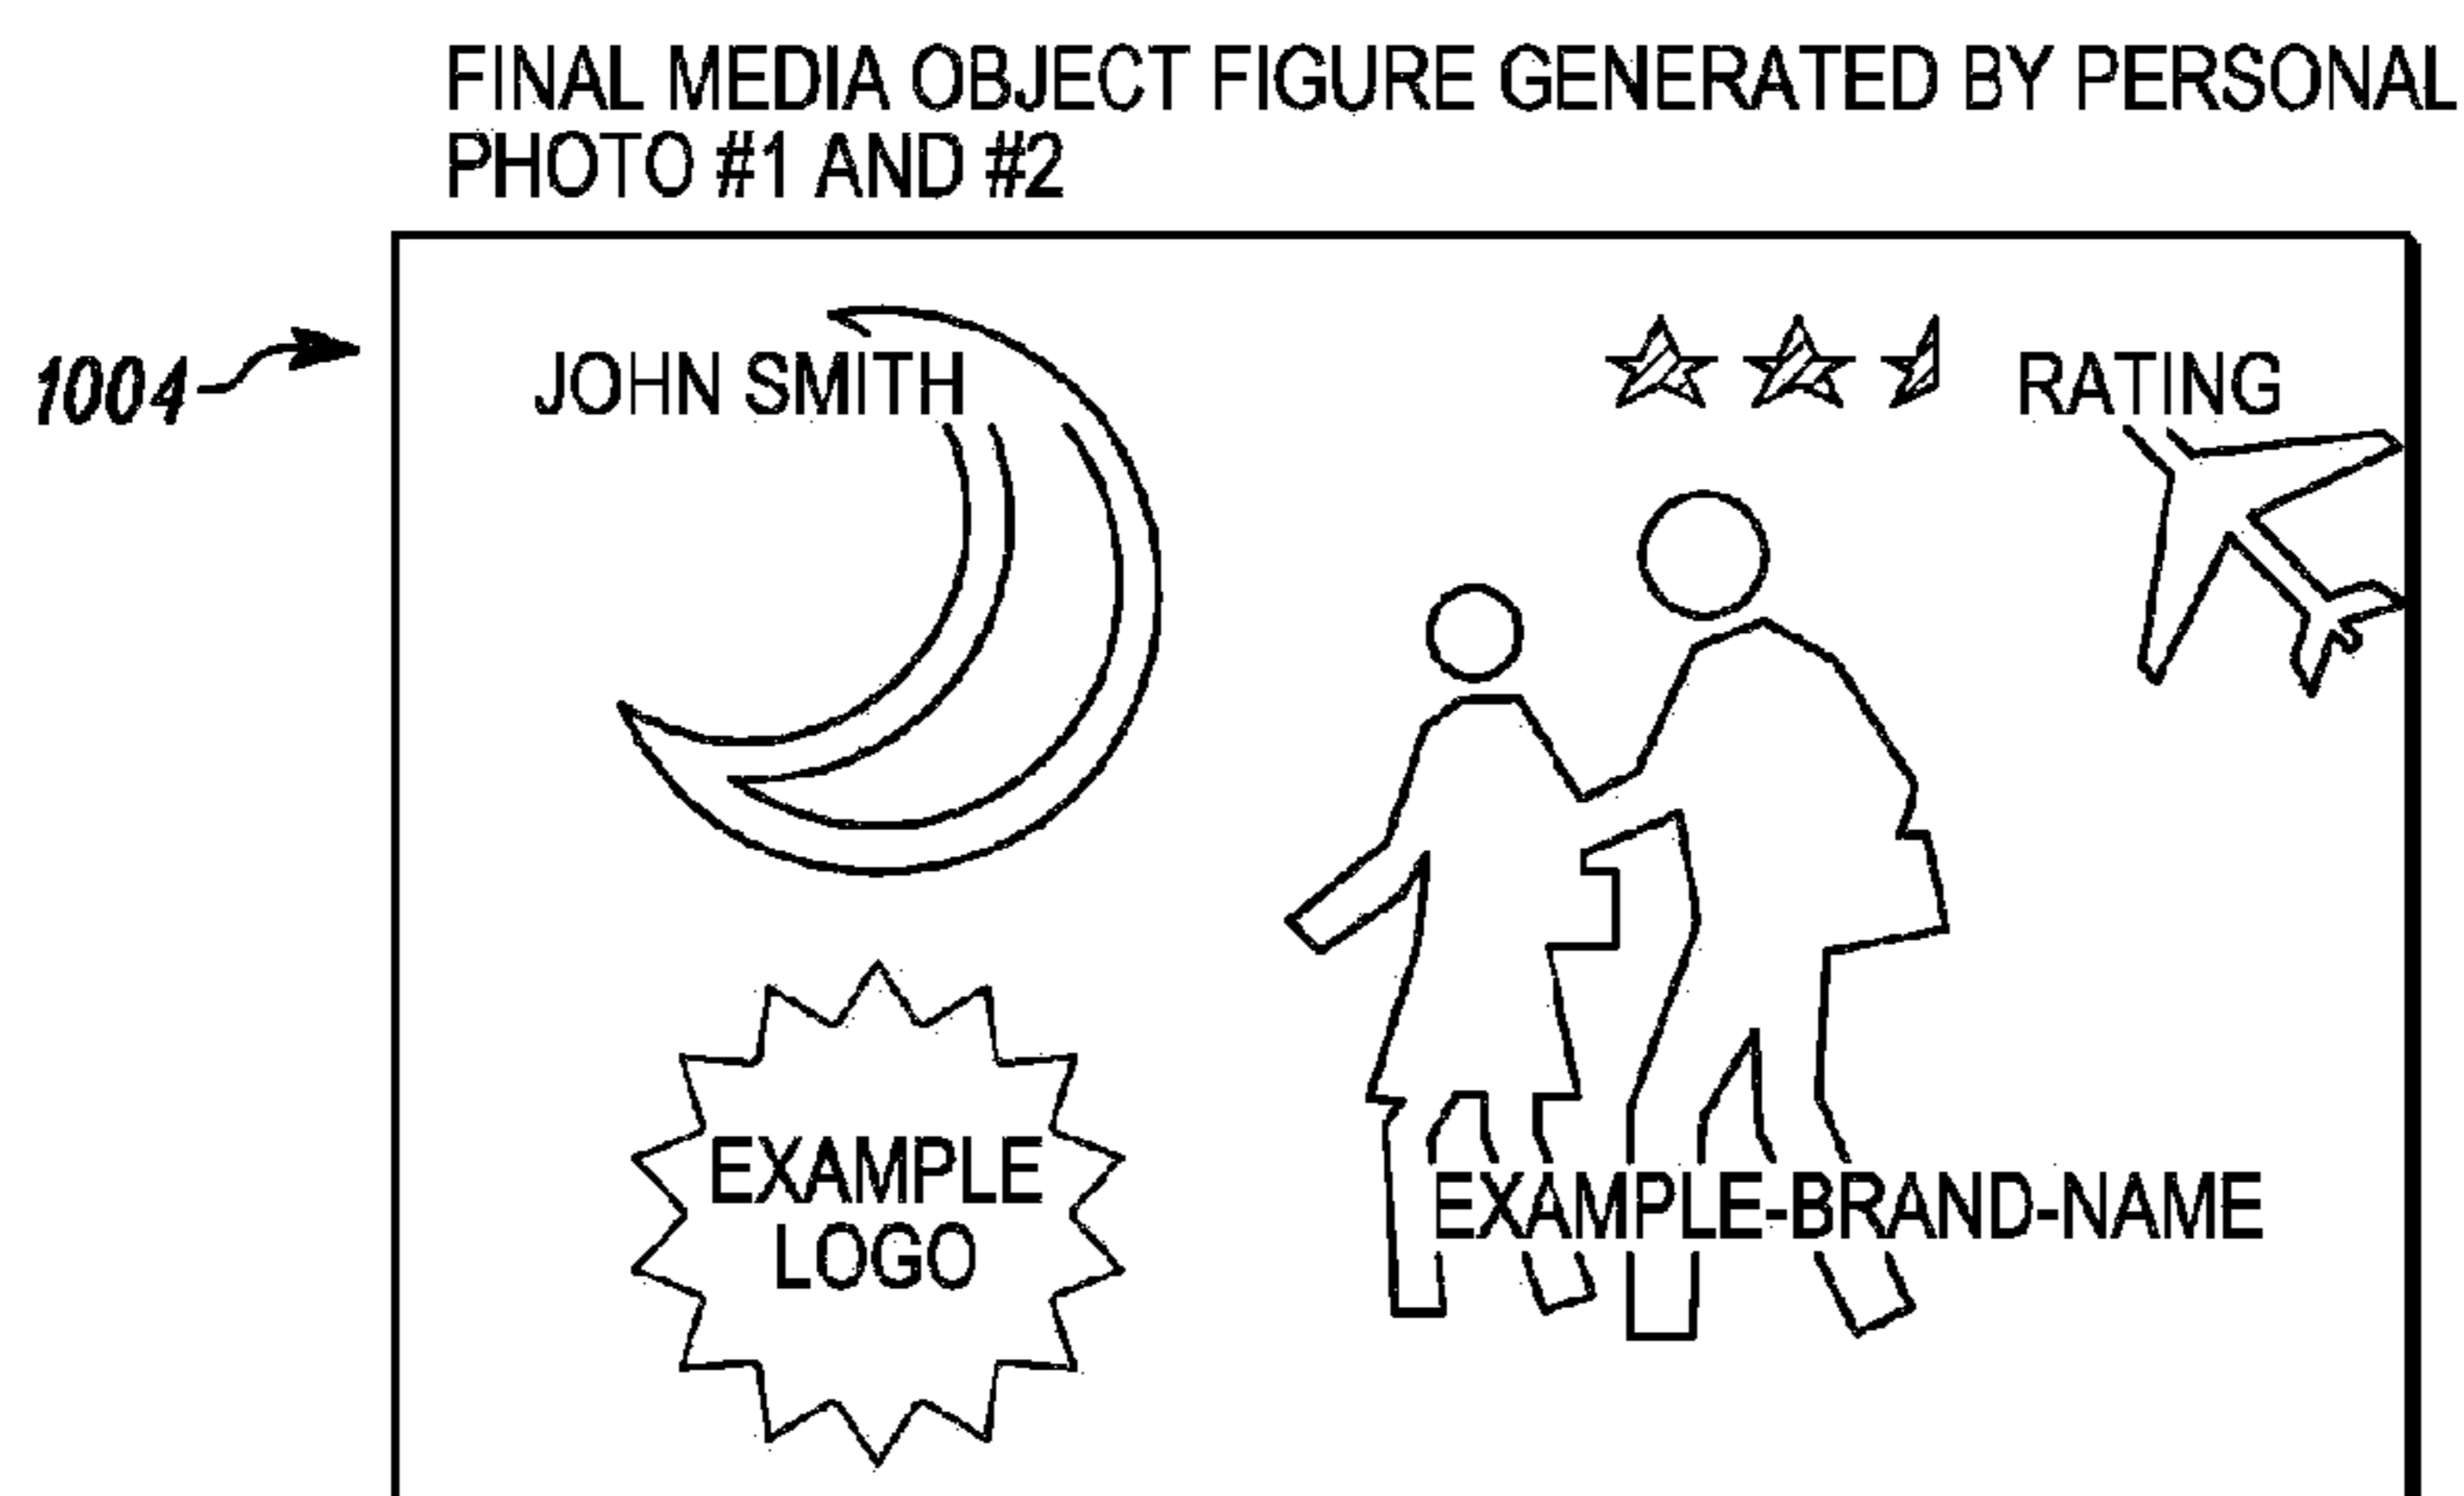 FINAL MEDIA OBJECT FIGURE GENERATED BY PERSONAL
PHOTO #1 AND #2
1004
JOHN SMITH
RATING
EXAMPLE
LOGO
EXAMPLE-BRAND-NAME